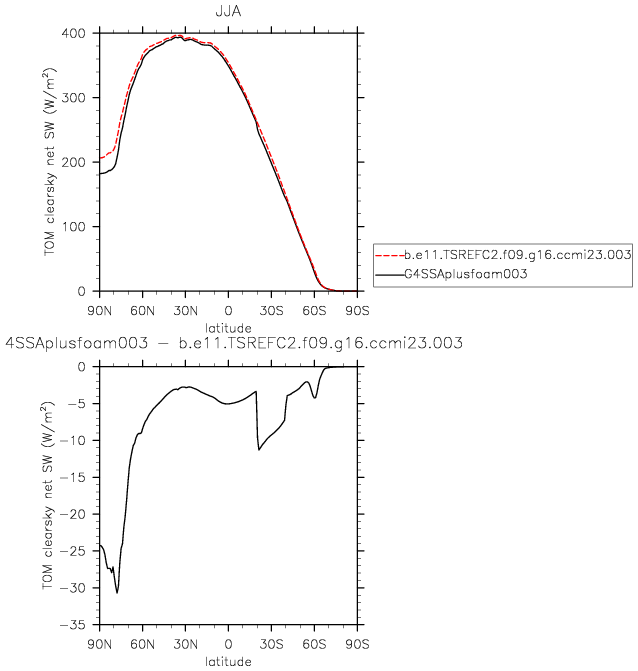 JJA
TOM clearsky net SW (W/m²)
400
300
200
100
0
90N 60N 30N 0 30S 60S 90S
latitude
b.e11.TSREFC2.f09.g16.ccmi23.003
G4SSAplusfoam003
4SSAplusfoam003 — b.e11.TSREFC2.f09.g16.ccmi23.003
TOM clearsky net SW (W/m²)
0
−5
−10
−15
−20
−25
−30
−35
90N 60N 30N 0 30S 60S 90S
latitude